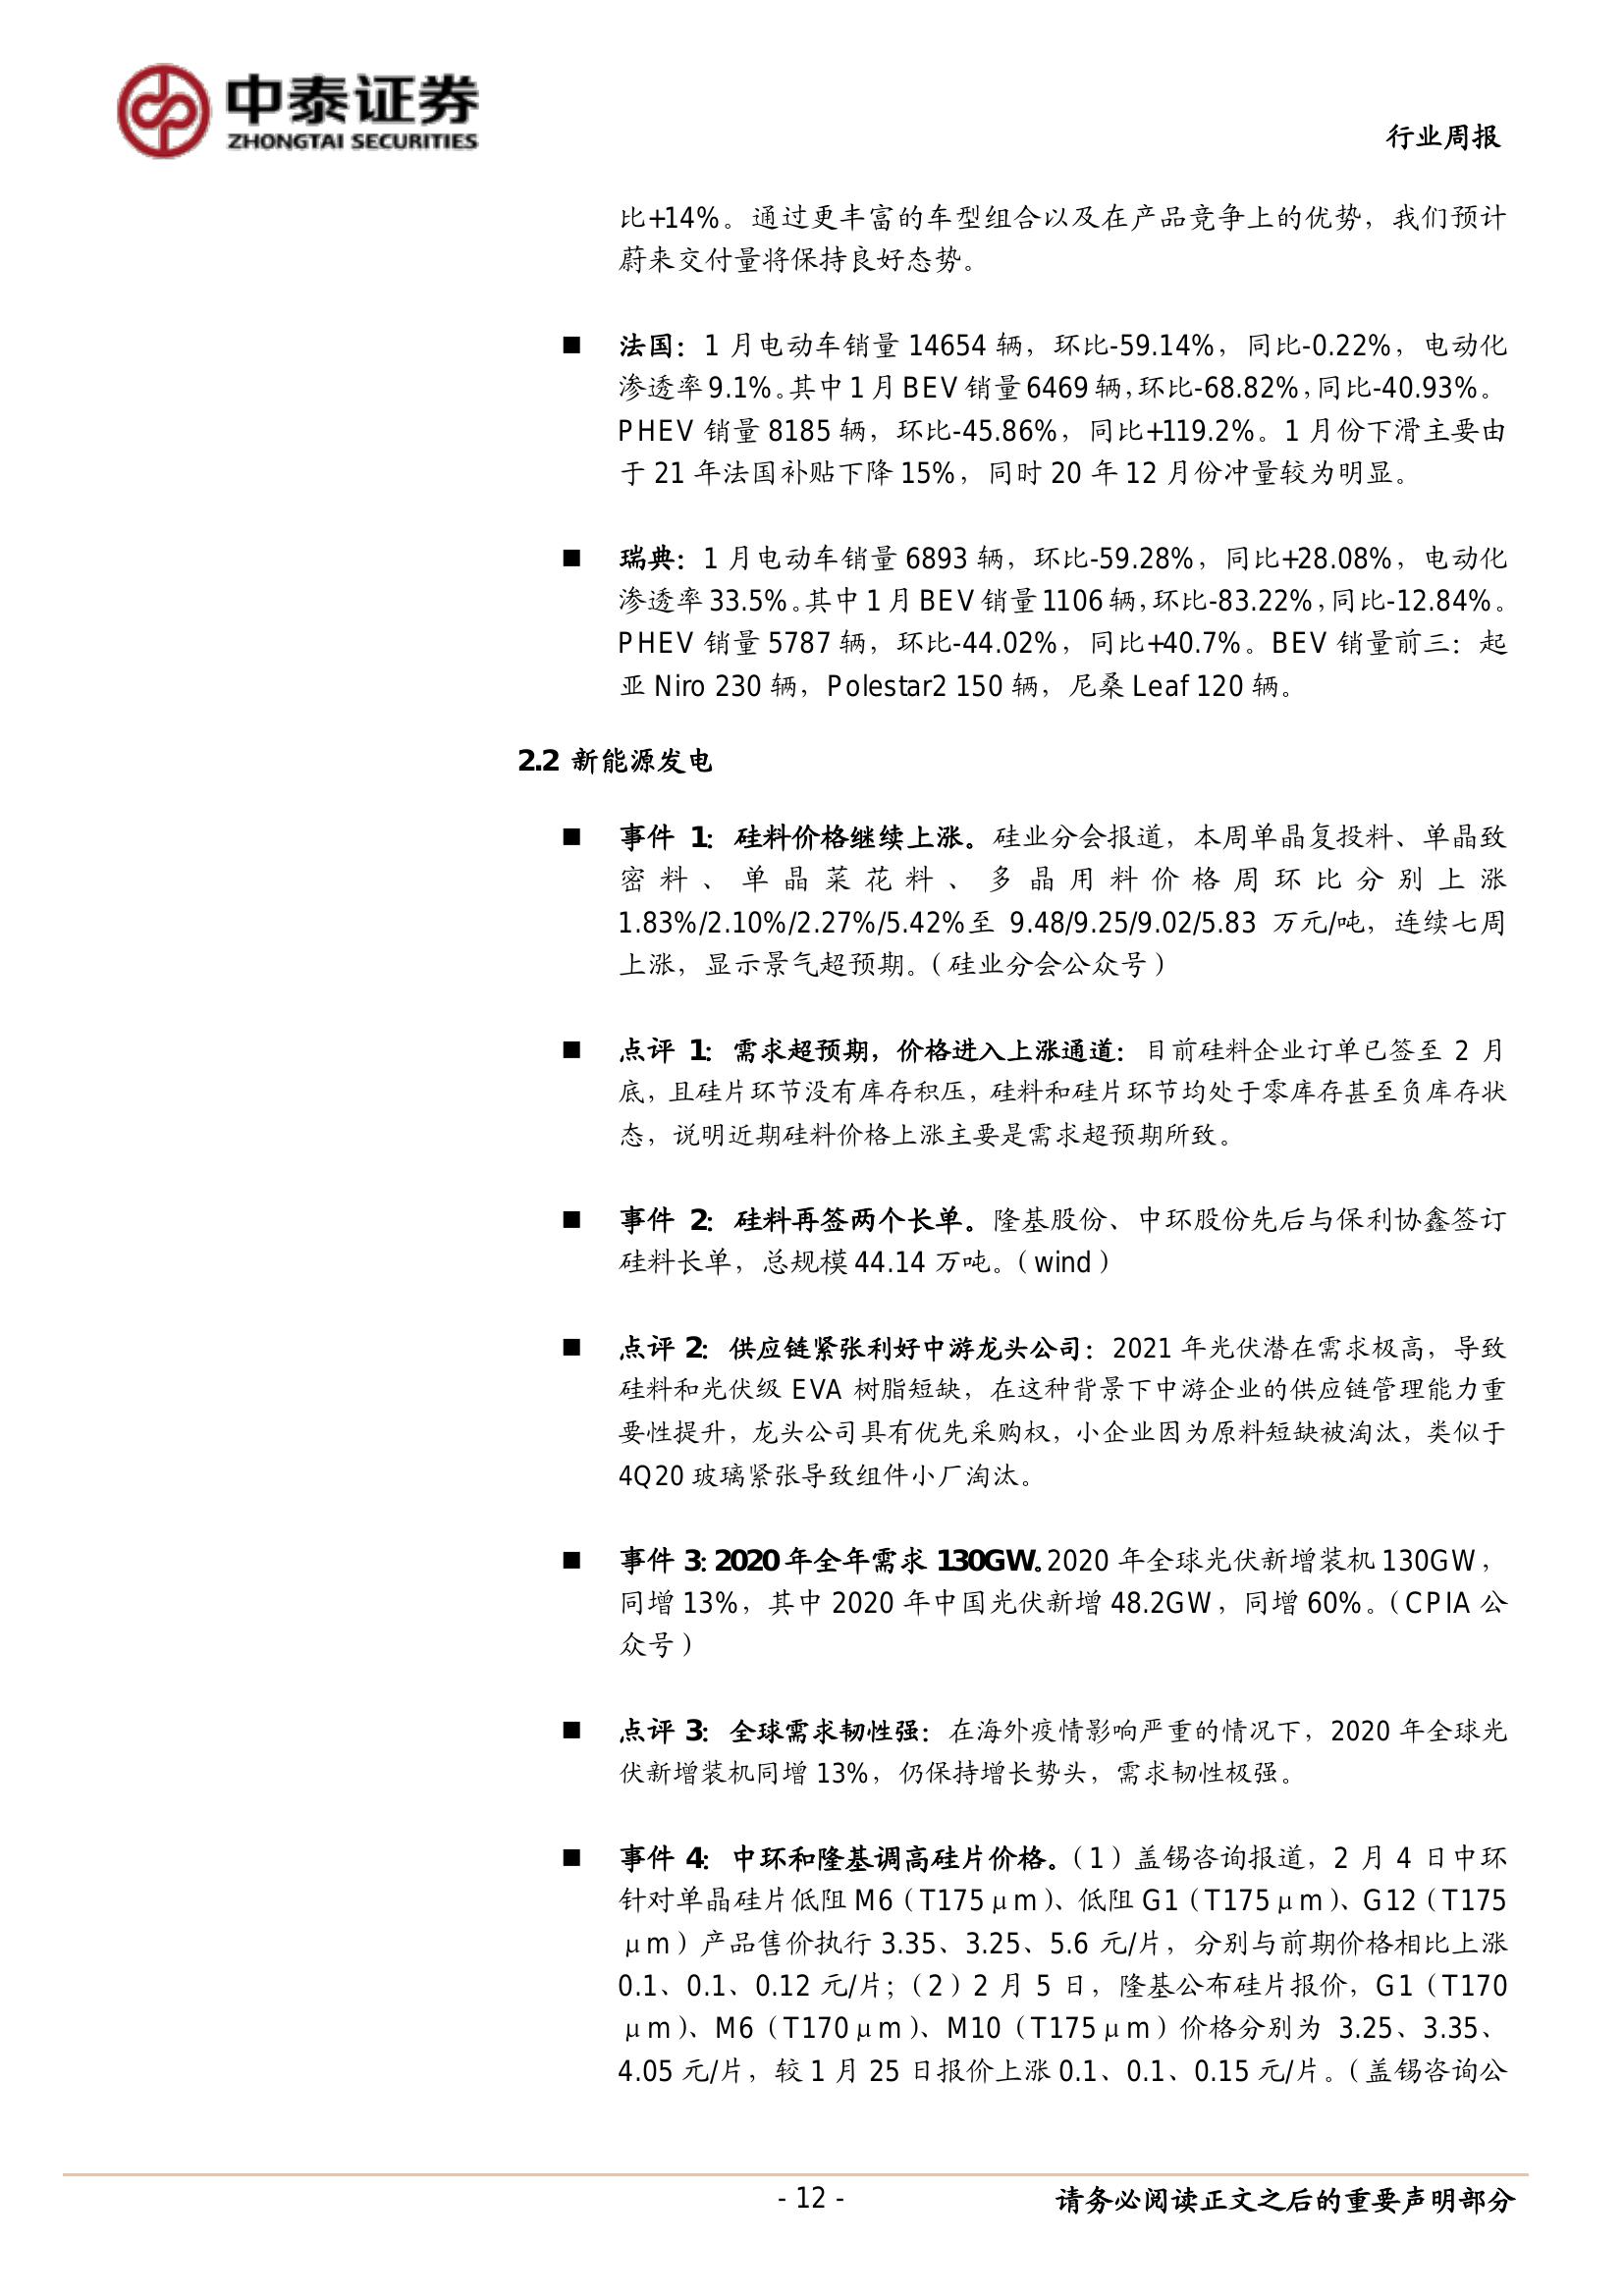 中泰证券
ZHONGTAI SECURITIES
行业周报
比+14%。通过更丰富的车型组合以及在产品竞争上的优势，我们预计
蔚来交付量将保持良好态势。
■ 法国：1 月电动车销量 14654 辆，环比-59.14%，同比-0.22%，电动化
渗透率 9.1%。其中 1 月 BEV 销量 6469 辆，环比-68.82%，同比-40.93%。
PHEV 销量 8185 辆，环比-45.86%，同比+119.2%。1 月份下滑主要由
于 21 年法国补贴下降 15%，同时 20 年 12 月份冲量较为明显。
■ 瑞典：1 月电动车销量 6893 辆，环比-59.28%，同比+28.08%，电动化
渗透率 33.5%。其中 1 月 BEV 销量 1106 辆，环比-83.22%，同比-12.84%。
PHEV 销量 5787 辆，环比-44.02%，同比+40.7%。BEV 销量前三：起
亚 Niro 230 辆，Polestar2 150 辆，尼桑 Leaf 120 辆。
2.2 新能源发电
■ 事件 1：硅料价格继续上涨。硅业分会报道，本周单晶复投料、单晶致
密料、单晶菜花料、多晶用料价格周环比分别上涨
1.83%/2.10%/2.27%/5.42%至 9.48/9.25/9.02/5.83 万元/吨，连续七周
上涨，显示景气超预期。（硅业分会公众号）
■ 点评 1：需求超预期，价格进入上涨通道：目前硅料企业订单已签至 2 月
底，且硅片环节没有库存积压，硅料和硅片环节均处于零库存甚至负库存状
态，说明近期硅料价格上涨主要是需求超预期所致。
■ 事件 2：硅料再签两个长单。隆基股份、中环股份先后与保利协鑫签订
硅料长单，总规模 44.14 万吨。（wind）
■ 点评 2：供应链紧张利好中游龙头公司：2021 年光伏潜在需求极高，导致
硅料和光伏级 EVA 树脂短缺，在这种背景下中游企业的供应链管理能力重
要性提升，龙头公司具有优先采购权，小企业因为原料短缺被淘汰，类似于
4Q20 玻璃紧张导致组件小厂淘汰。
■ 事件 3：2020 年全年需求 130GW。2020 年全球光伏新增装机 130GW，
同增 13%，其中 2020 年中国光伏新增 48.2GW，同增 60%。（CPIA 公
众号）
■ 点评 3：全球需求韧性强：在海外疫情影响严重的情况下，2020 年全球光
伏新增装机同增 13%，仍保持增长势头，需求韧性极强。
■ 事件 4：中环和隆基调高硅片价格。（1）盖锡咨询报道，2 月 4 日中环
针对单晶硅片低阻 M6（T175μm）、低阻 G1（T175μm）、G12（T175
μm）产品售价执行 3.35、3.25、5.6 元/片，分别与前期价格相比上涨
0.1、0.1、0.12 元/片；（2）2 月 5 日，隆基公布硅片报价，G1（T170
μm）、M6（T170μm）、M10（T175μm）价格分别为 3.25、3.35、
4.05 元/片，较 1 月 25 日报价上涨 0.1、0.1、0.15 元/片。（盖锡咨询公
- 12 -
请务必阅读正文之后的重要声明部分